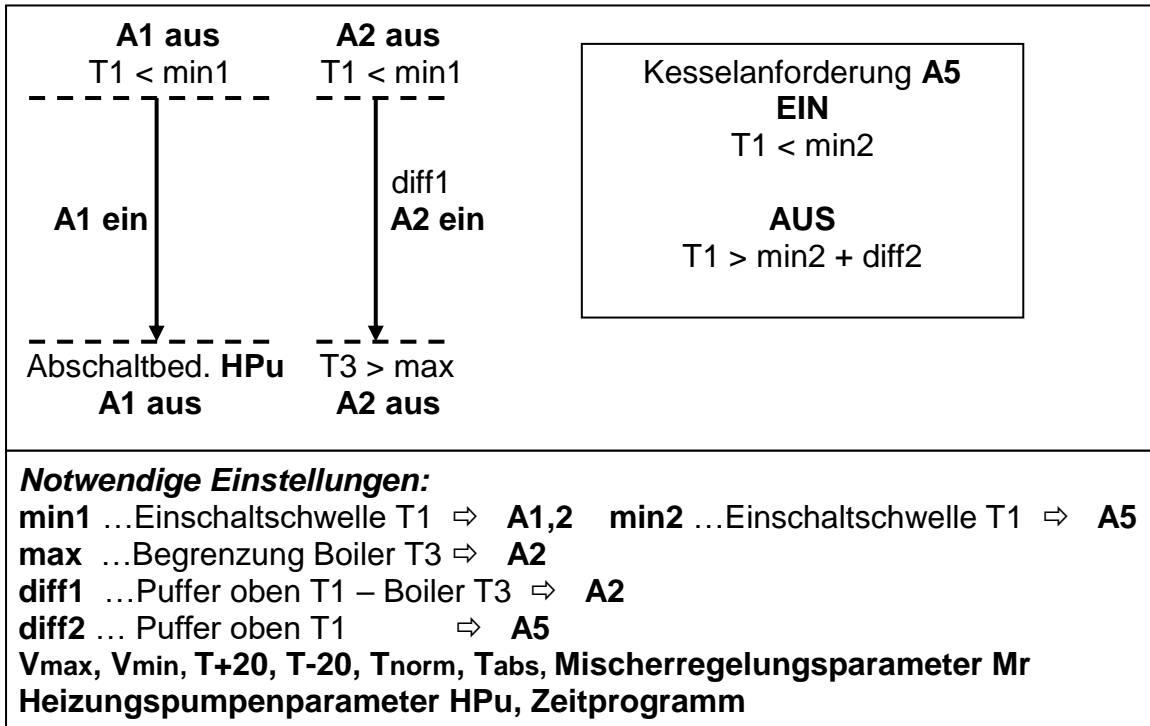 A1 aus A2 aus
T1 < min1 T1 < min1
diff1
A1 ein A2 ein
Abschaltbed. HPu T3 > max
A1 aus A2 aus
Kesselanforderung A5
EIN
T1 < min2
AUS
T1 > min2 + diff2
Notwendige Einstellungen:
min1 …Einschaltschwelle T1 ⇨ A1,2 min2 …Einschaltschwelle T1 ⇨ A5
max …Begrenzung Boiler T3 ⇨ A2
diff1 …Puffer oben T1 – Boiler T3 ⇨ A2
diff2 … Puffer oben T1 ⇨ A5
Vmax, Vmin, T+20, T-20, Tnorm, Tabs, Mischerregelungsparameter Mr
Heizungspumpenparameter HPu, Zeitprogramm